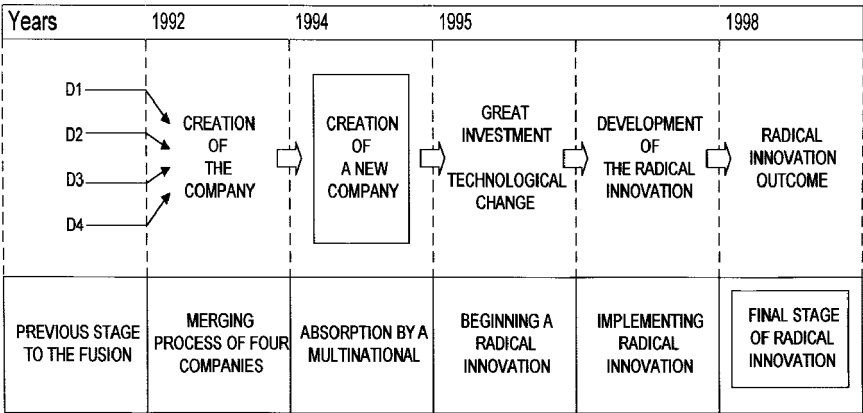 Years 1992 1994 1995 1998
D1
D2
D3
D4
CREATION
OF
THE
COMPANY
CREATION
OF
A NEW
COMPANY
GREAT
INVESTMENT
TECHNOLOGICAL
CHANGE
DEVELOPMENT
OF
THE RADICAL
INNOVATION
RADICAL
INNOVATION
OUTCOME
PREVIOUS STAGE
TO THE FUSION
MERGING
PROCESS OF FOUR
COMPANIES
ABSORPTION BY A
MULTINATIONAL
BEGINNING A
RADICAL
INNOVATION
IMPLEMENTING
RADICAL
INNOVATION
FINAL STAGE
OF RADICAL
INNOVATION